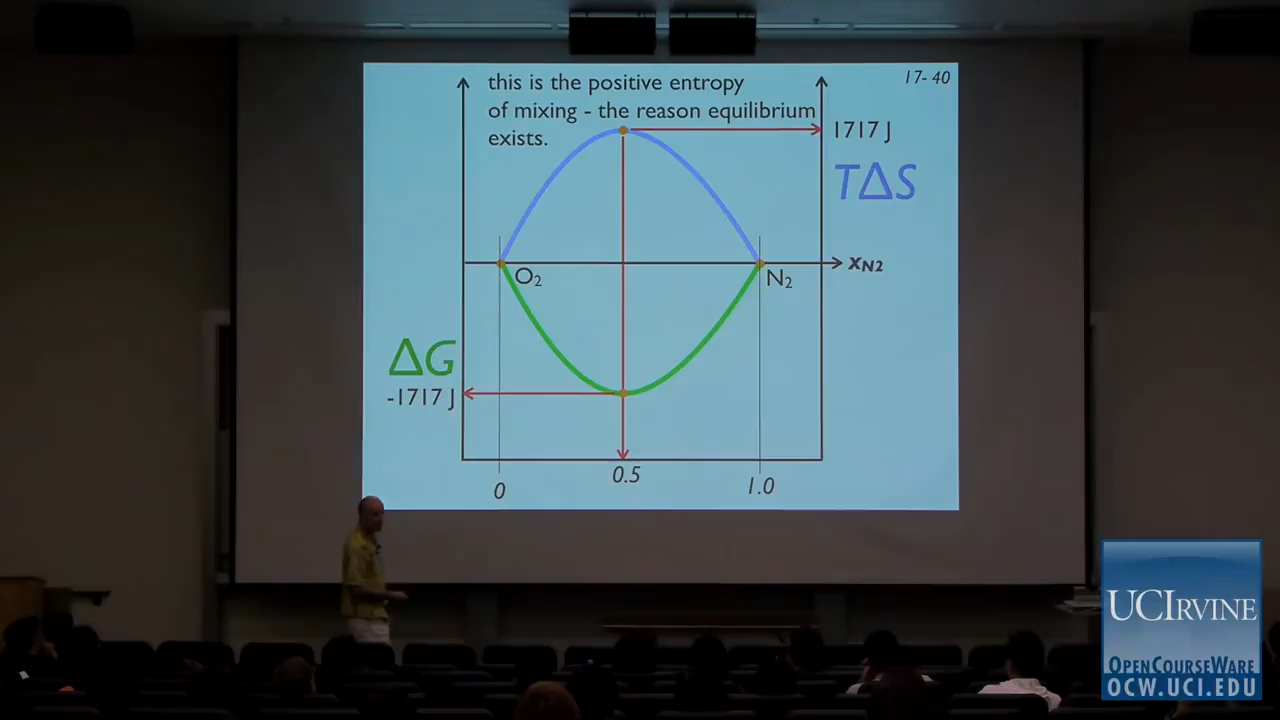 this is the positive entropy
of mixing - the reason equilibrium
exists.
17- 40
1717 J
TΔS
xN2
O2
N2
ΔG
-1717 J
0
0.5
1.0
UCIRVINE
OPENCOURSEWARE
OCW.UCI.EDU